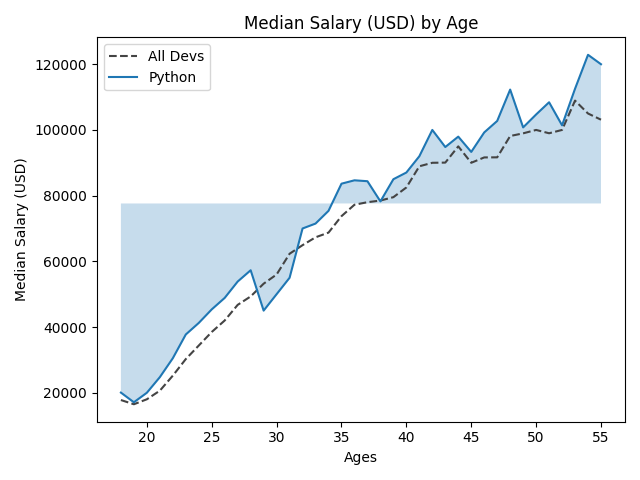 Median Salary (USD) by Age
All Devs
Python
Median Salary (USD)
120000
100000
80000
60000
40000
20000
20 25 30 35 40 45 50 55
Ages